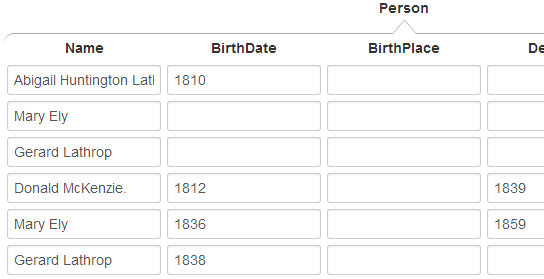 Person
Name BirthDate BirthPlace De
Abigail Huntington Lat 1810
Mary Ely
Gerard Lathrop
Donald McKenzie. 1812 1839
Mary Ely 1836 1859
Gerard Lathrop 1838